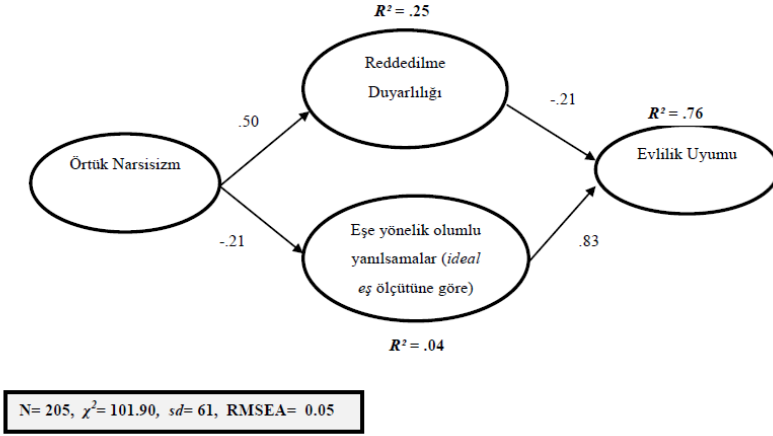 R² = .25
Reddedilme
Duyarlılığı
.50
-.21
R² = .76
Örtük Narsisizm
Evlilik Uyumu
-.21
Eşe yönelik olumlu
yanılsamalar (ideal
eş ölçütüne göre)
.83
R² = .04
N= 205, χ²= 101.90, sd= 61, RMSEA= 0.05